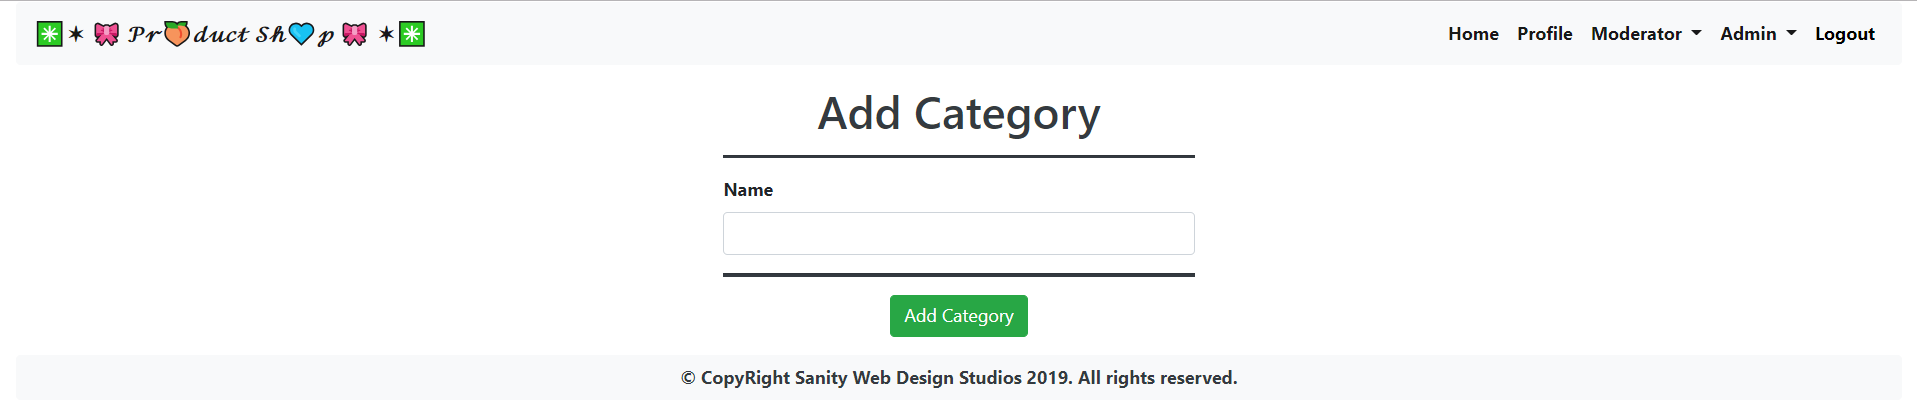 ✳️✶ 🎀 𝒫𝓇🍑𝒹𝓊𝒸𝓉 𝒮𝒽💙𝓅 🎀 ✶✳️
Home Profile Moderator Admin Logout
Add Category
Name
Add Category
© CopyRight Sanity Web Design Studios 2019. All rights reserved.